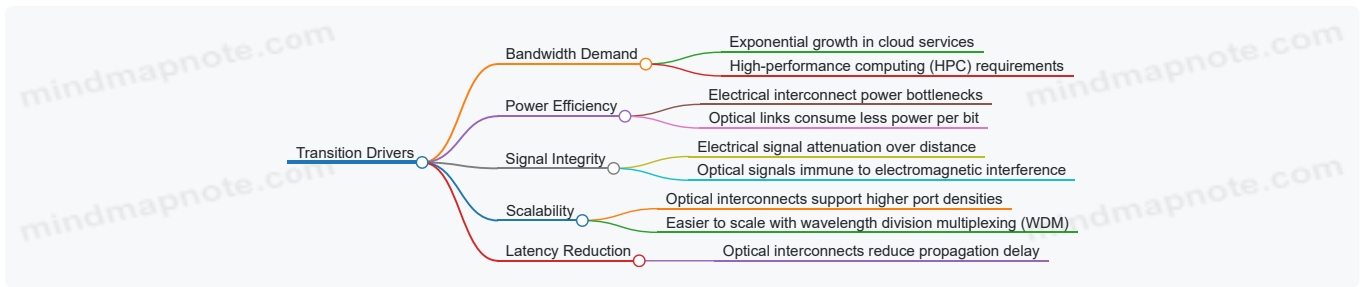 mindmapnote.com
mindmapnote.com
Transition Drivers
Bandwidth Demand
Exponential growth in cloud services
High-performance computing (HPC) requirements
Power Efficiency
Electrical interconnect power bottlenecks
Optical links consume less power per bit
Signal Integrity
Electrical signal attenuation over distance
Optical signals immune to electromagnetic interference
Scalability
Optical interconnects support higher port densities
Easier to scale with wavelength division multiplexing (WDM)
Latency Reduction
Optical interconnects reduce propagation delay
mindmapnote.com
mindmapnote.com